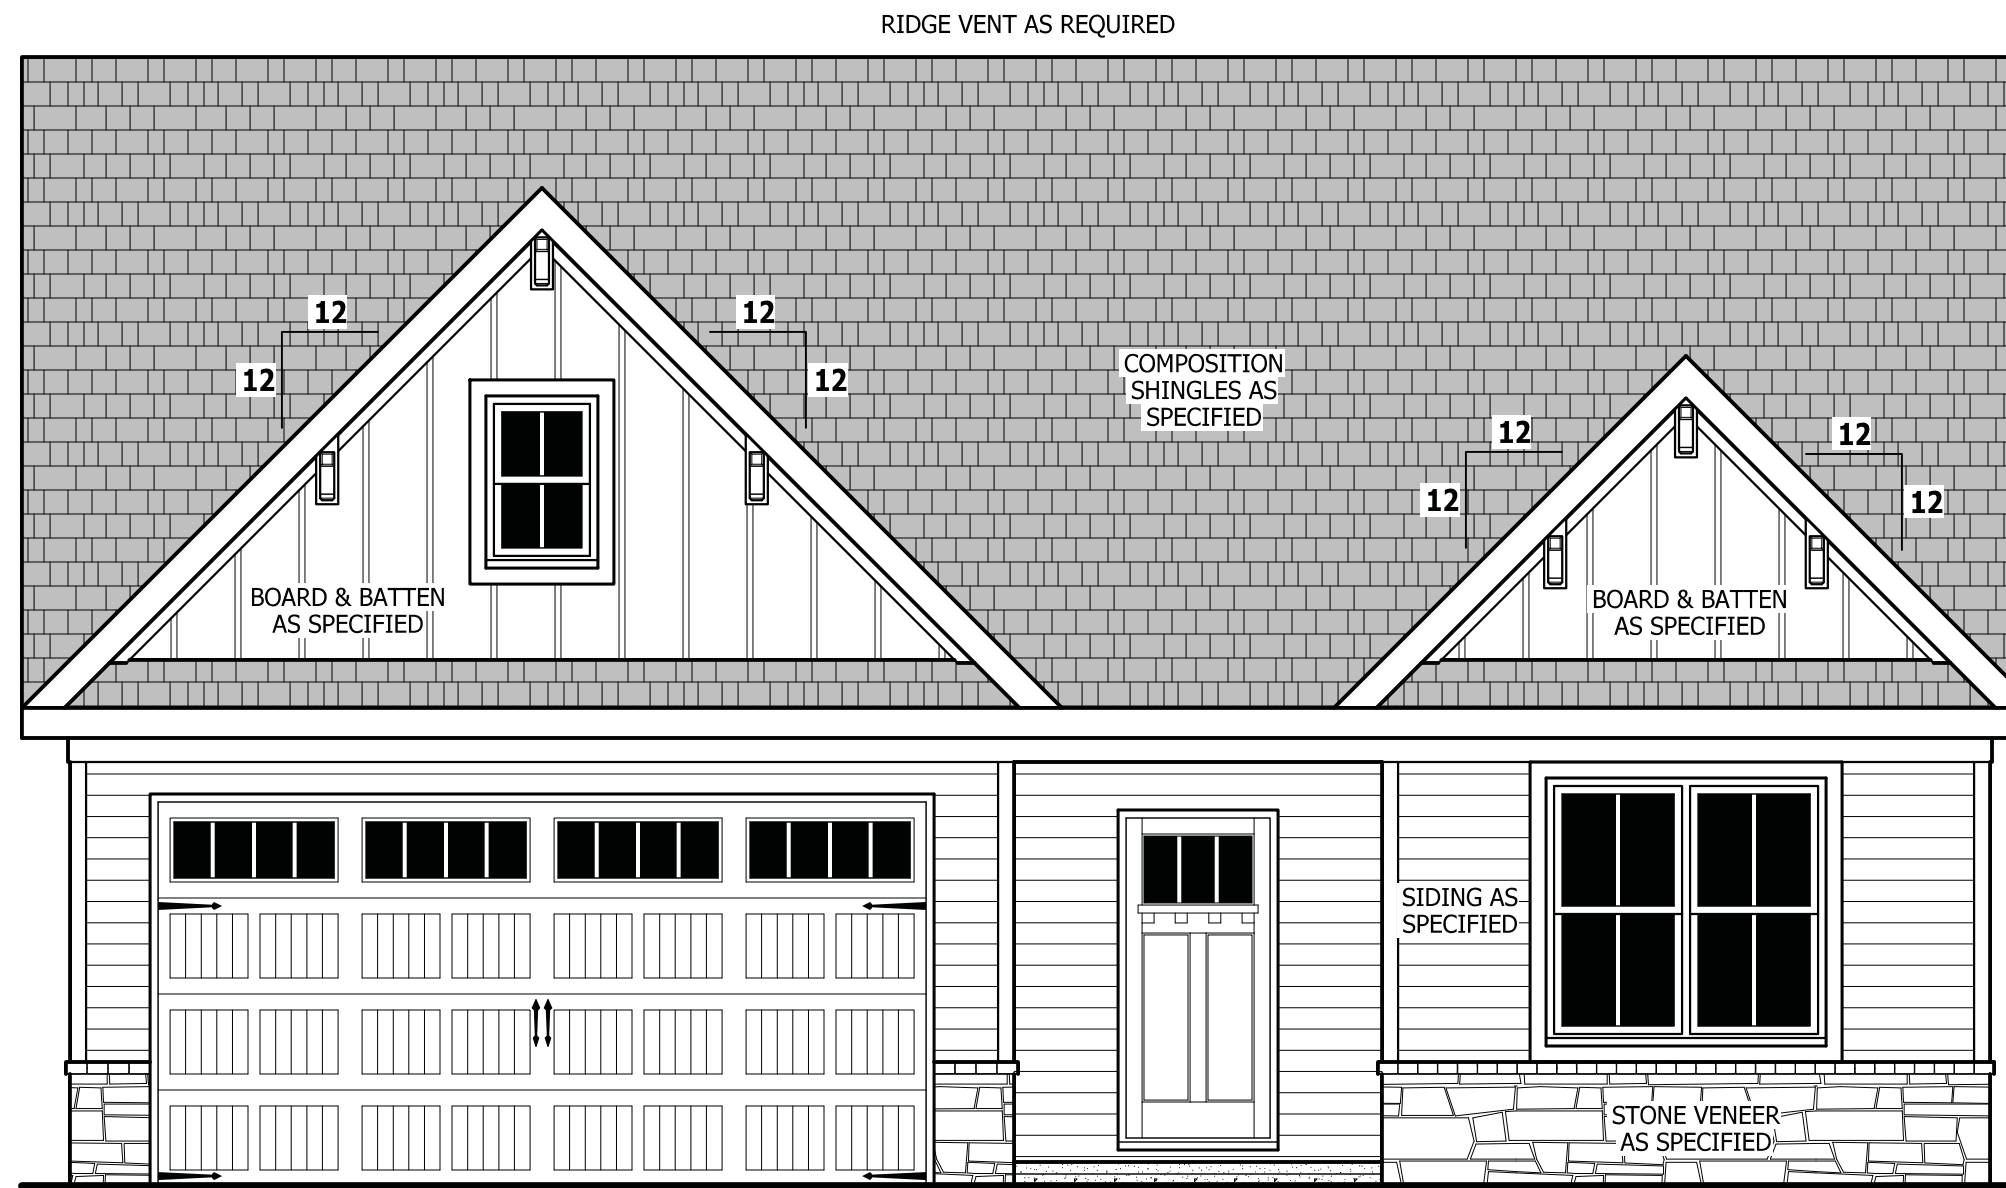 RIDGE VENT AS REQUIRED
12
12
12
12
COMPOSITION
SHINGLES AS
SPECIFIED
12
12
12
12
BOARD & BATTEN
AS SPECIFIED
BOARD & BATTEN
AS SPECIFIED
SIDING AS
SPECIFIED
STONE VENEER
AS SPECIFIED